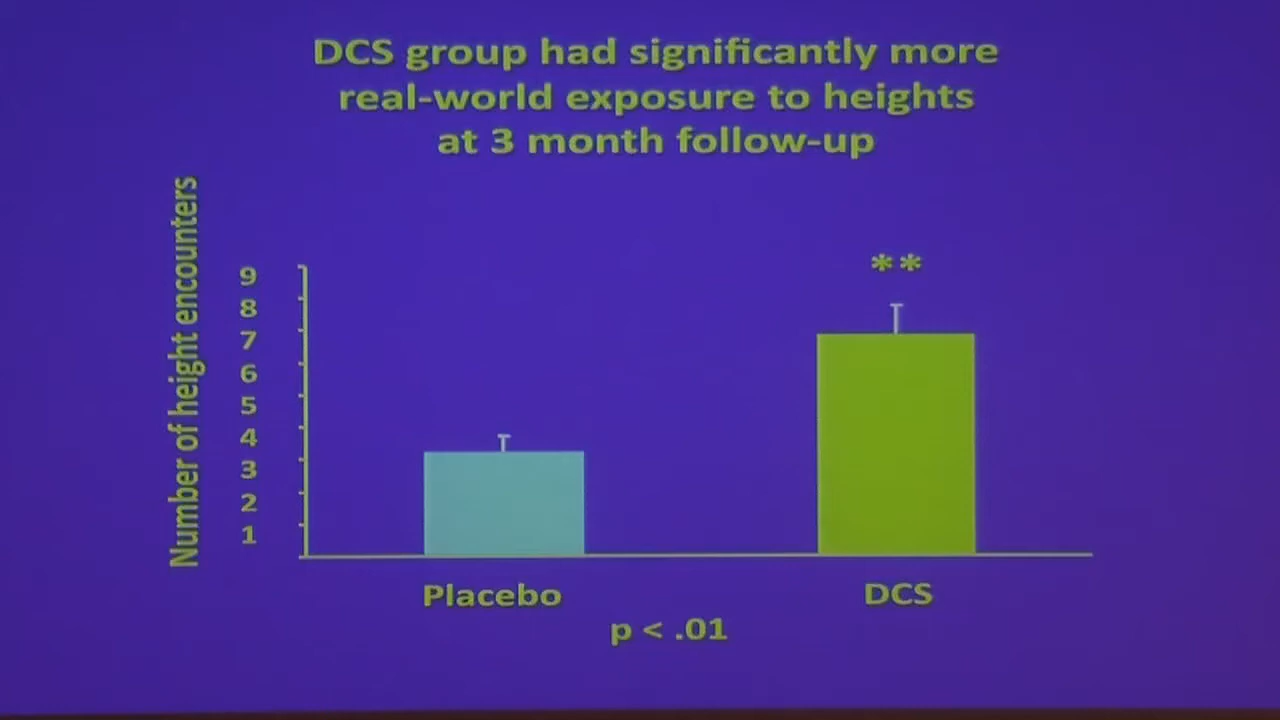 DCS group had significantly more
real-world exposure to heights
at 3 month follow-up
Number of height encounters
9
8
7
6
5
4
3
2
1
**
Placebo
DCS
p < .01